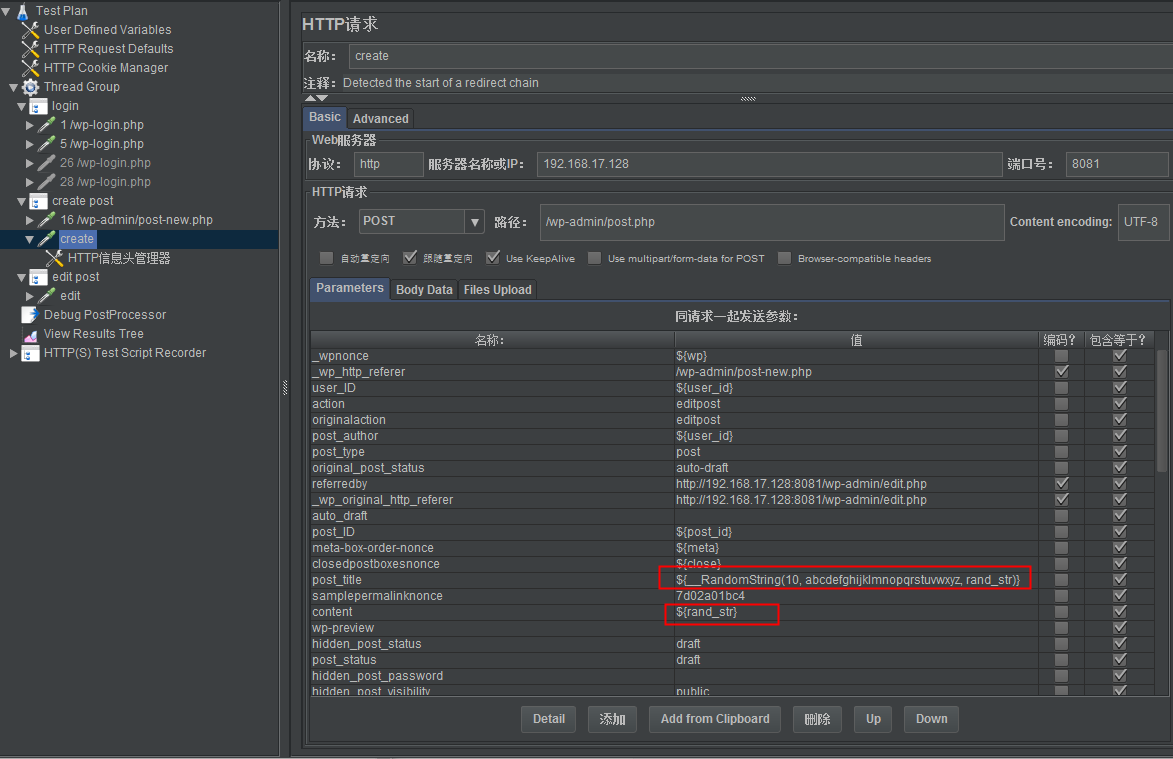 Test Plan
User Defined Variables
HTTP Request Defaults
HTTP Cookie Manager
Thread Group
login
1 /wp-login.php
5 /wp-login.php
26 /wp-login.php
28 /wp-login.php
create post
16 /wp-admin/post-new.php
create
HTTP信息头管理器
edit post
edit
Debug PostProcessor
View Results Tree
HTTP(S) Test Script Recorder
HTTP请求
名称: create
注释: Detected the start of a redirect chain
Basic Advanced
Web服务器
协议: http 服务器名称或IP: 192.168.17.128 端口号: 8081
HTTP请求
方法: POST 路径: /wp-admin/post.php Content encoding: UTF-8
自动重定向 跟随重定向 Use KeepAlive Use multipart/form-data for POST Browser-compatible headers
Parameters Body Data Files Upload
同请求一起发送参数:
名称: 值 编码? 包含等于?
_wpnonce ${wp}
_wp_http_referer /wp-admin/post-new.php
user_ID ${user_id}
action editpost
originalaction editpost
post_author ${user_id}
post_type post
original_post_status auto-draft
referredby http://192.168.17.128:8081/wp-admin/edit.php
_wp_original_http_referer http://192.168.17.128:8081/wp-admin/edit.php
auto_draft
post_ID ${post_id}
meta-box-order-nonce ${meta}
closedpostboxesnonce ${close}
post_title ${__RandomString(10, abcdefghijklmnopqrstuvwxyz, rand_str)}
samplepermalinknonce 7d02a01bc4
content ${rand_str}
wp-preview
hidden_post_status draft
post_status draft
hidden_post_password
hidden_post_visibility public
Detail 添加 Add from Clipboard 删除 Up Down